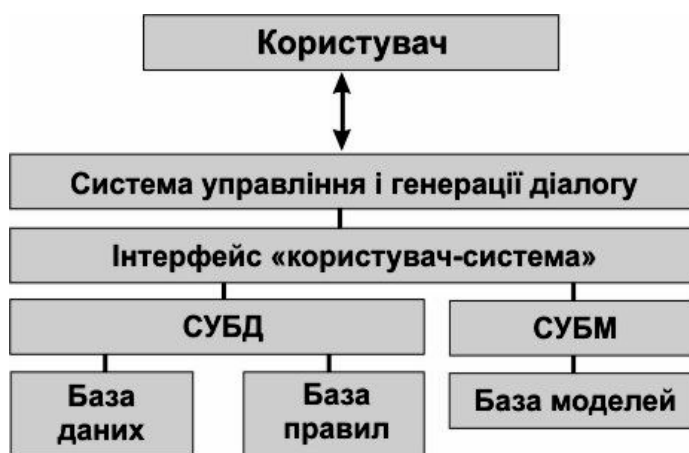 Користувач
Система управління і генерації діалогу
Інтерфейс «користувач-система»
СУБД
СУБМ
База
даних
База
правил
База моделей